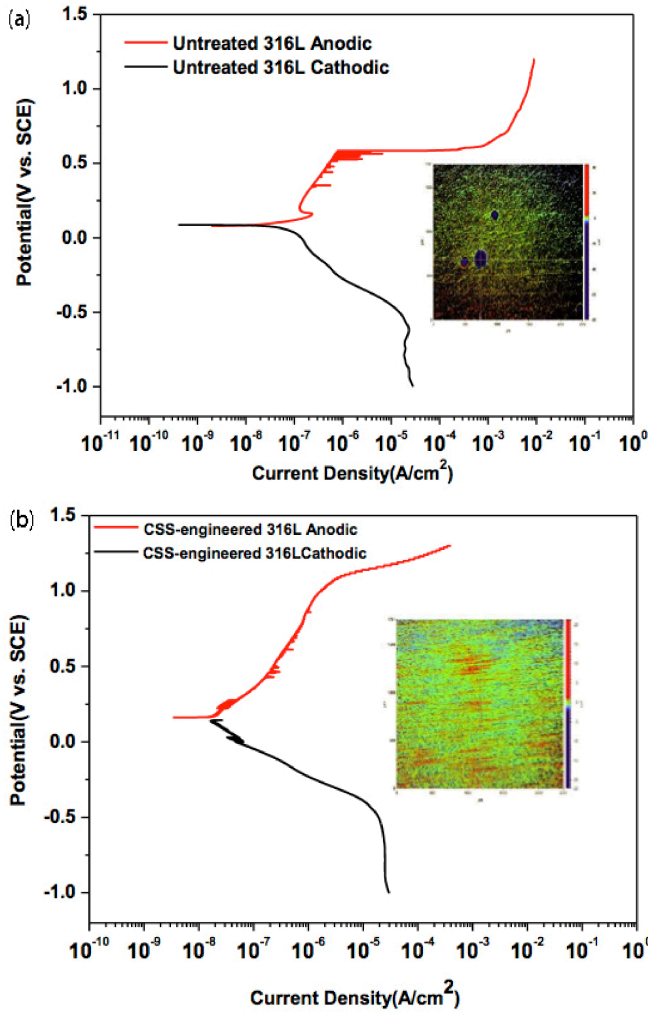 (a)
1.5
Untreated 316L Anodic
Untreated 316L Cathodic
1.0
0.5
0.0
-0.5
-1.0
Potential(V vs. SCE)
10-11 10-10 10-9 10-8 10-7 10-6 10-5 10-4 10-3 10-2 10-1 100
Current Density(A/cm2)
(b)
1.5
CSS-engineered 316L Anodic
CSS-engineered 316LCathodic
1.0
0.5
0.0
-0.5
-1.0
Potential(V vs. SCE)
10-10 10-9 10-8 10-7 10-6 10-5 10-4 10-3 10-2 10-1 100
Current Density(A/cm2)